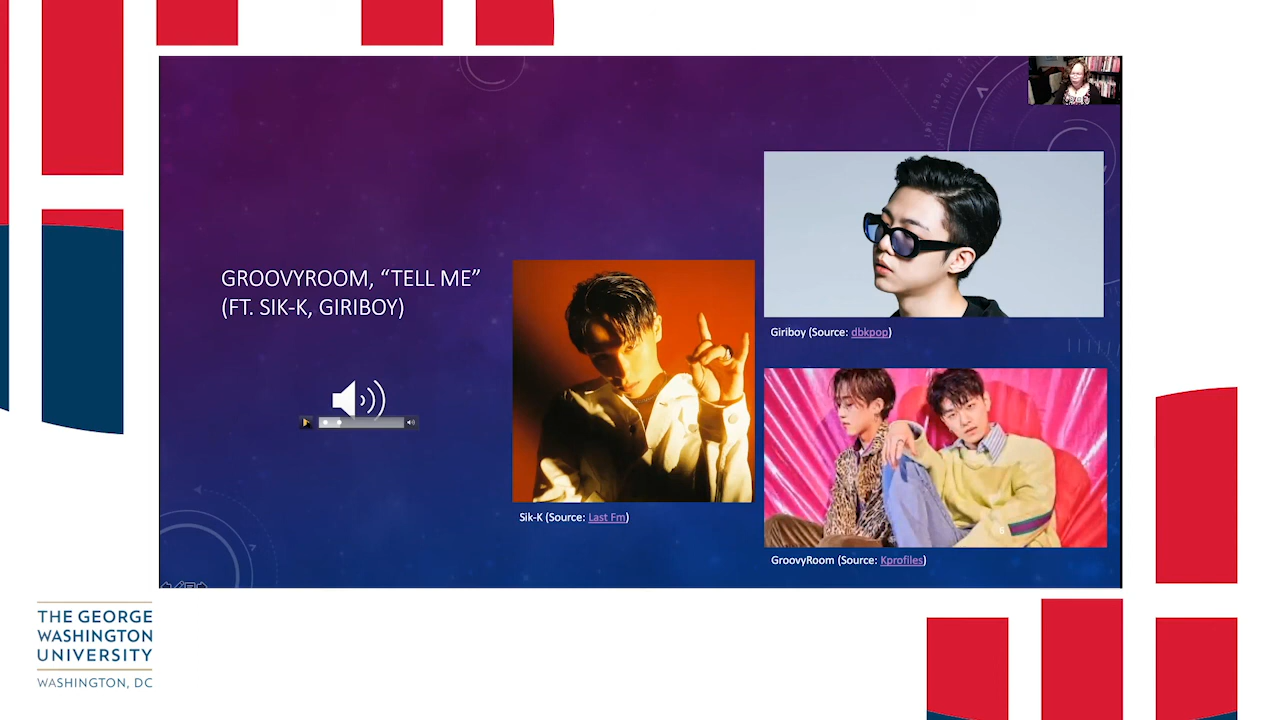 GROOVYROOM, “TELL ME”
(FT. SIK-K, GIRIBOY)
Giriboy (Source: dbkpop)
Sik-K (Source: Last Fm)
6
GroovyRoom (Source: Kprofiles)
THE GEORGE
WASHINGTON
UNIVERSITY
WASHINGTON, DC